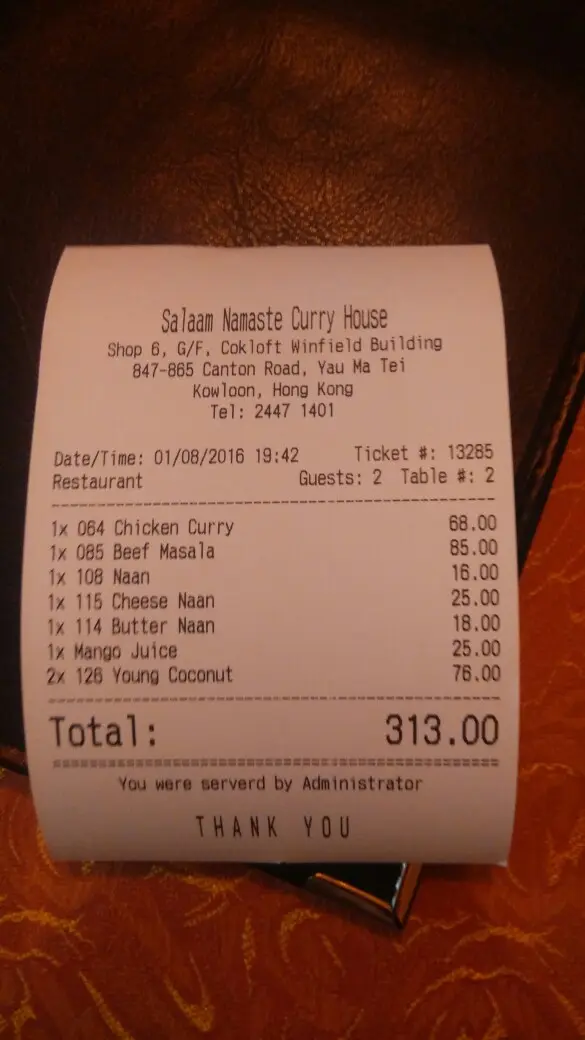 Salaam Namaste Curry House
Shop 6, G/F, Cokloft Winfield Building
847-865 Canton Road, Yau Ma Tei
Kowloon, Hong Kong
Tel: 2447 1401
Date/Time: 01/08/2016 19:42 Ticket #: 13285
Restaurant Guests: 2 Table #: 2
1x 064 Chicken Curry 68.00
1x 085 Beef Masala 85.00
1x 108 Naan 16.00
1x 115 Cheese Naan 25.00
1x 114 Butter Naan 18.00
1x Mango Juice 25.00
2x 126 Young Coconut 76.00
Total: 313.00
You were serverd by Administrator
THANK YOU